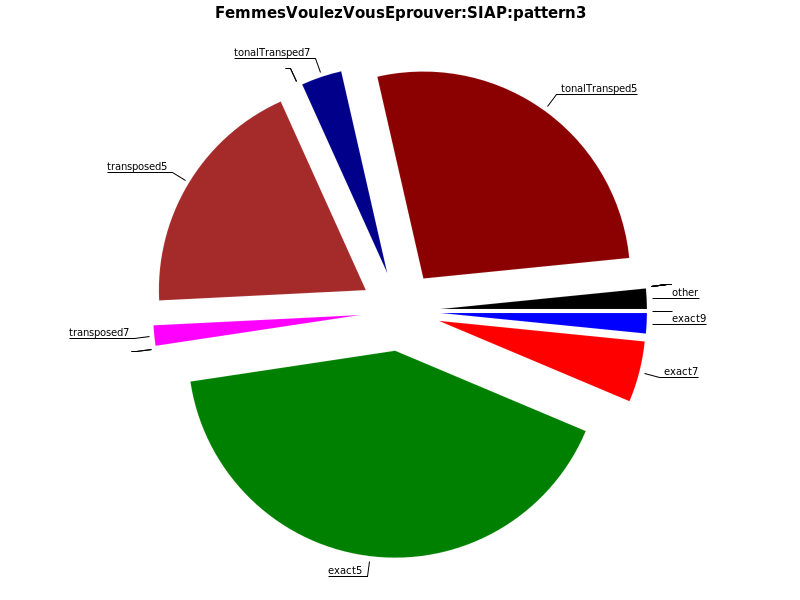 FemmesVoulezVousEprouver:SIAP:pattern3
tonalTransped7
tonalTransped5
transposed5
other
exact9
transposed7
exact7
exact5